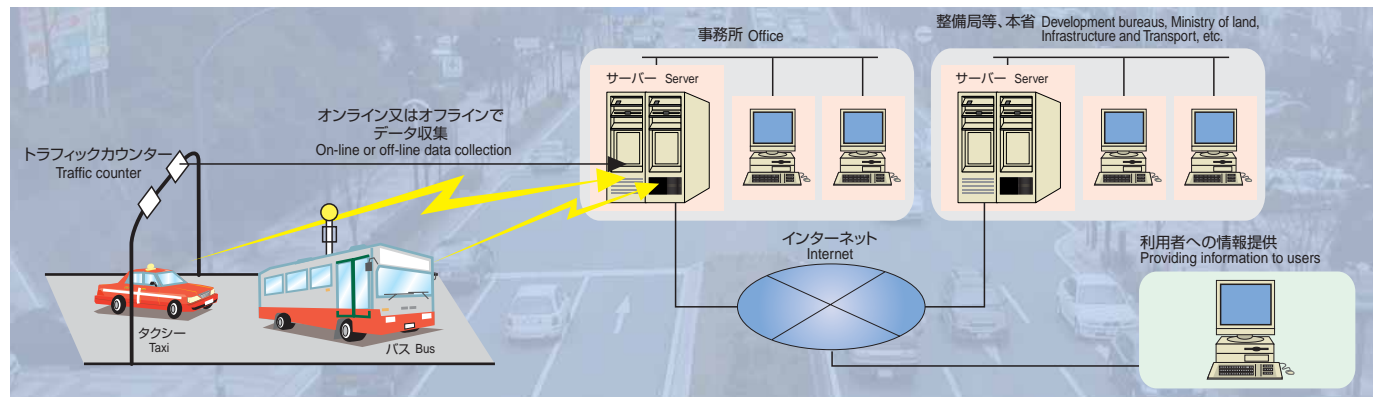 事務所 Office
整備局等、本省 Development bureaus, Ministry of land,
Infrastructure and Transport, etc.
サーバー Server
サーバー Server
オンライン又はオフラインで
データ収集
On-line or off-line data collection
トラフィックカウンター
Traffic counter
インターネット
Internet
利用者への情報提供
Providing information to users
タクシー
Taxi
バス Bus